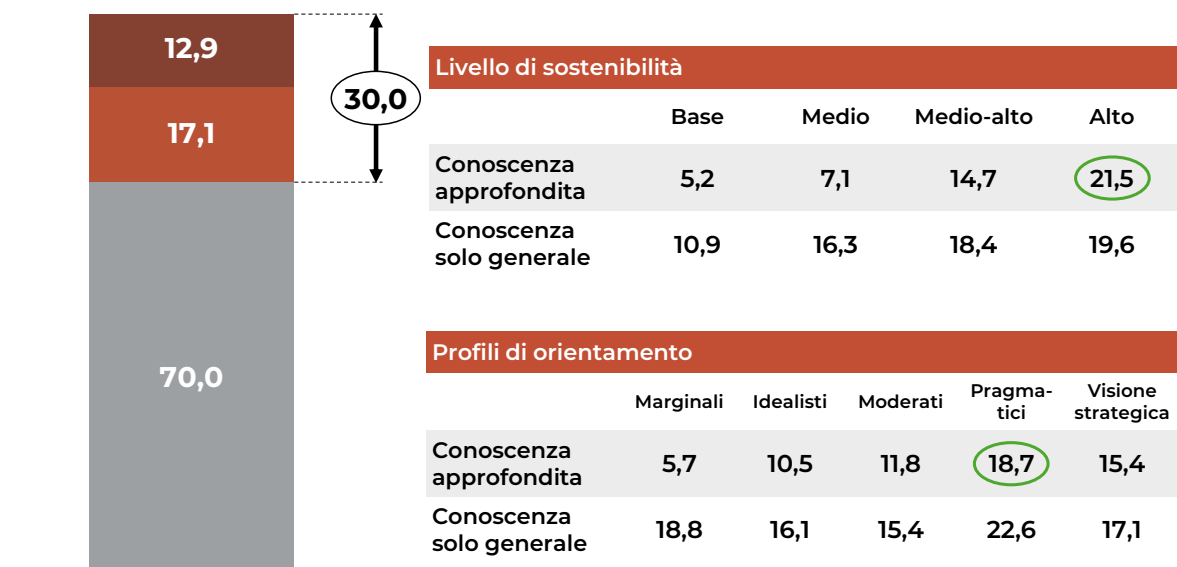 12,9
17,1
30,0
70,0
Livello di sostenibilità
Base Medio Medio-alto Alto
Conoscenza
approfondita
5,2 7,1 14,7 21,5
Conoscenza
solo generale
10,9 16,3 18,4 19,6
Profili di orientamento
Marginali Idealisti Moderati Pragma-
tici
Visione
strategica
Conoscenza
approfondita
5,7 10,5 11,8 18,7 15,4
Conoscenza
solo generale
18,8 16,1 15,4 22,6 17,1